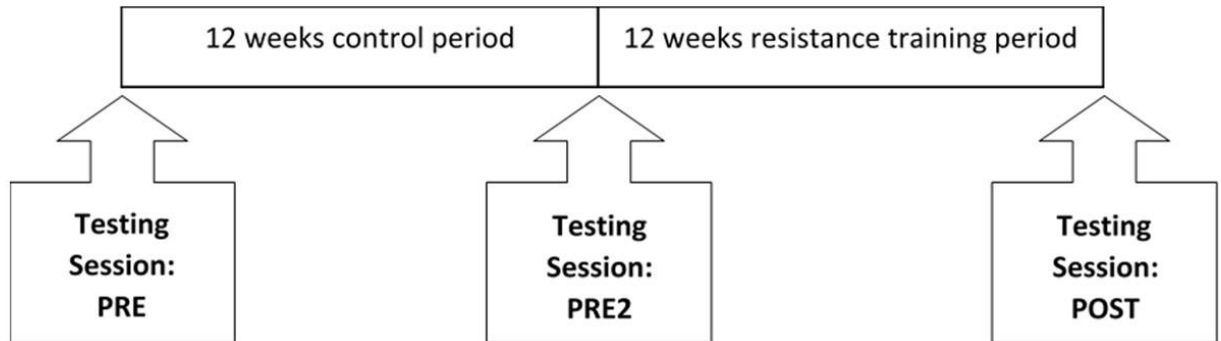 12 weeks control period
12 weeks resistance training period
Testing
Session:
PRE
Testing
Session:
PRE2
Testing
Session:
POST